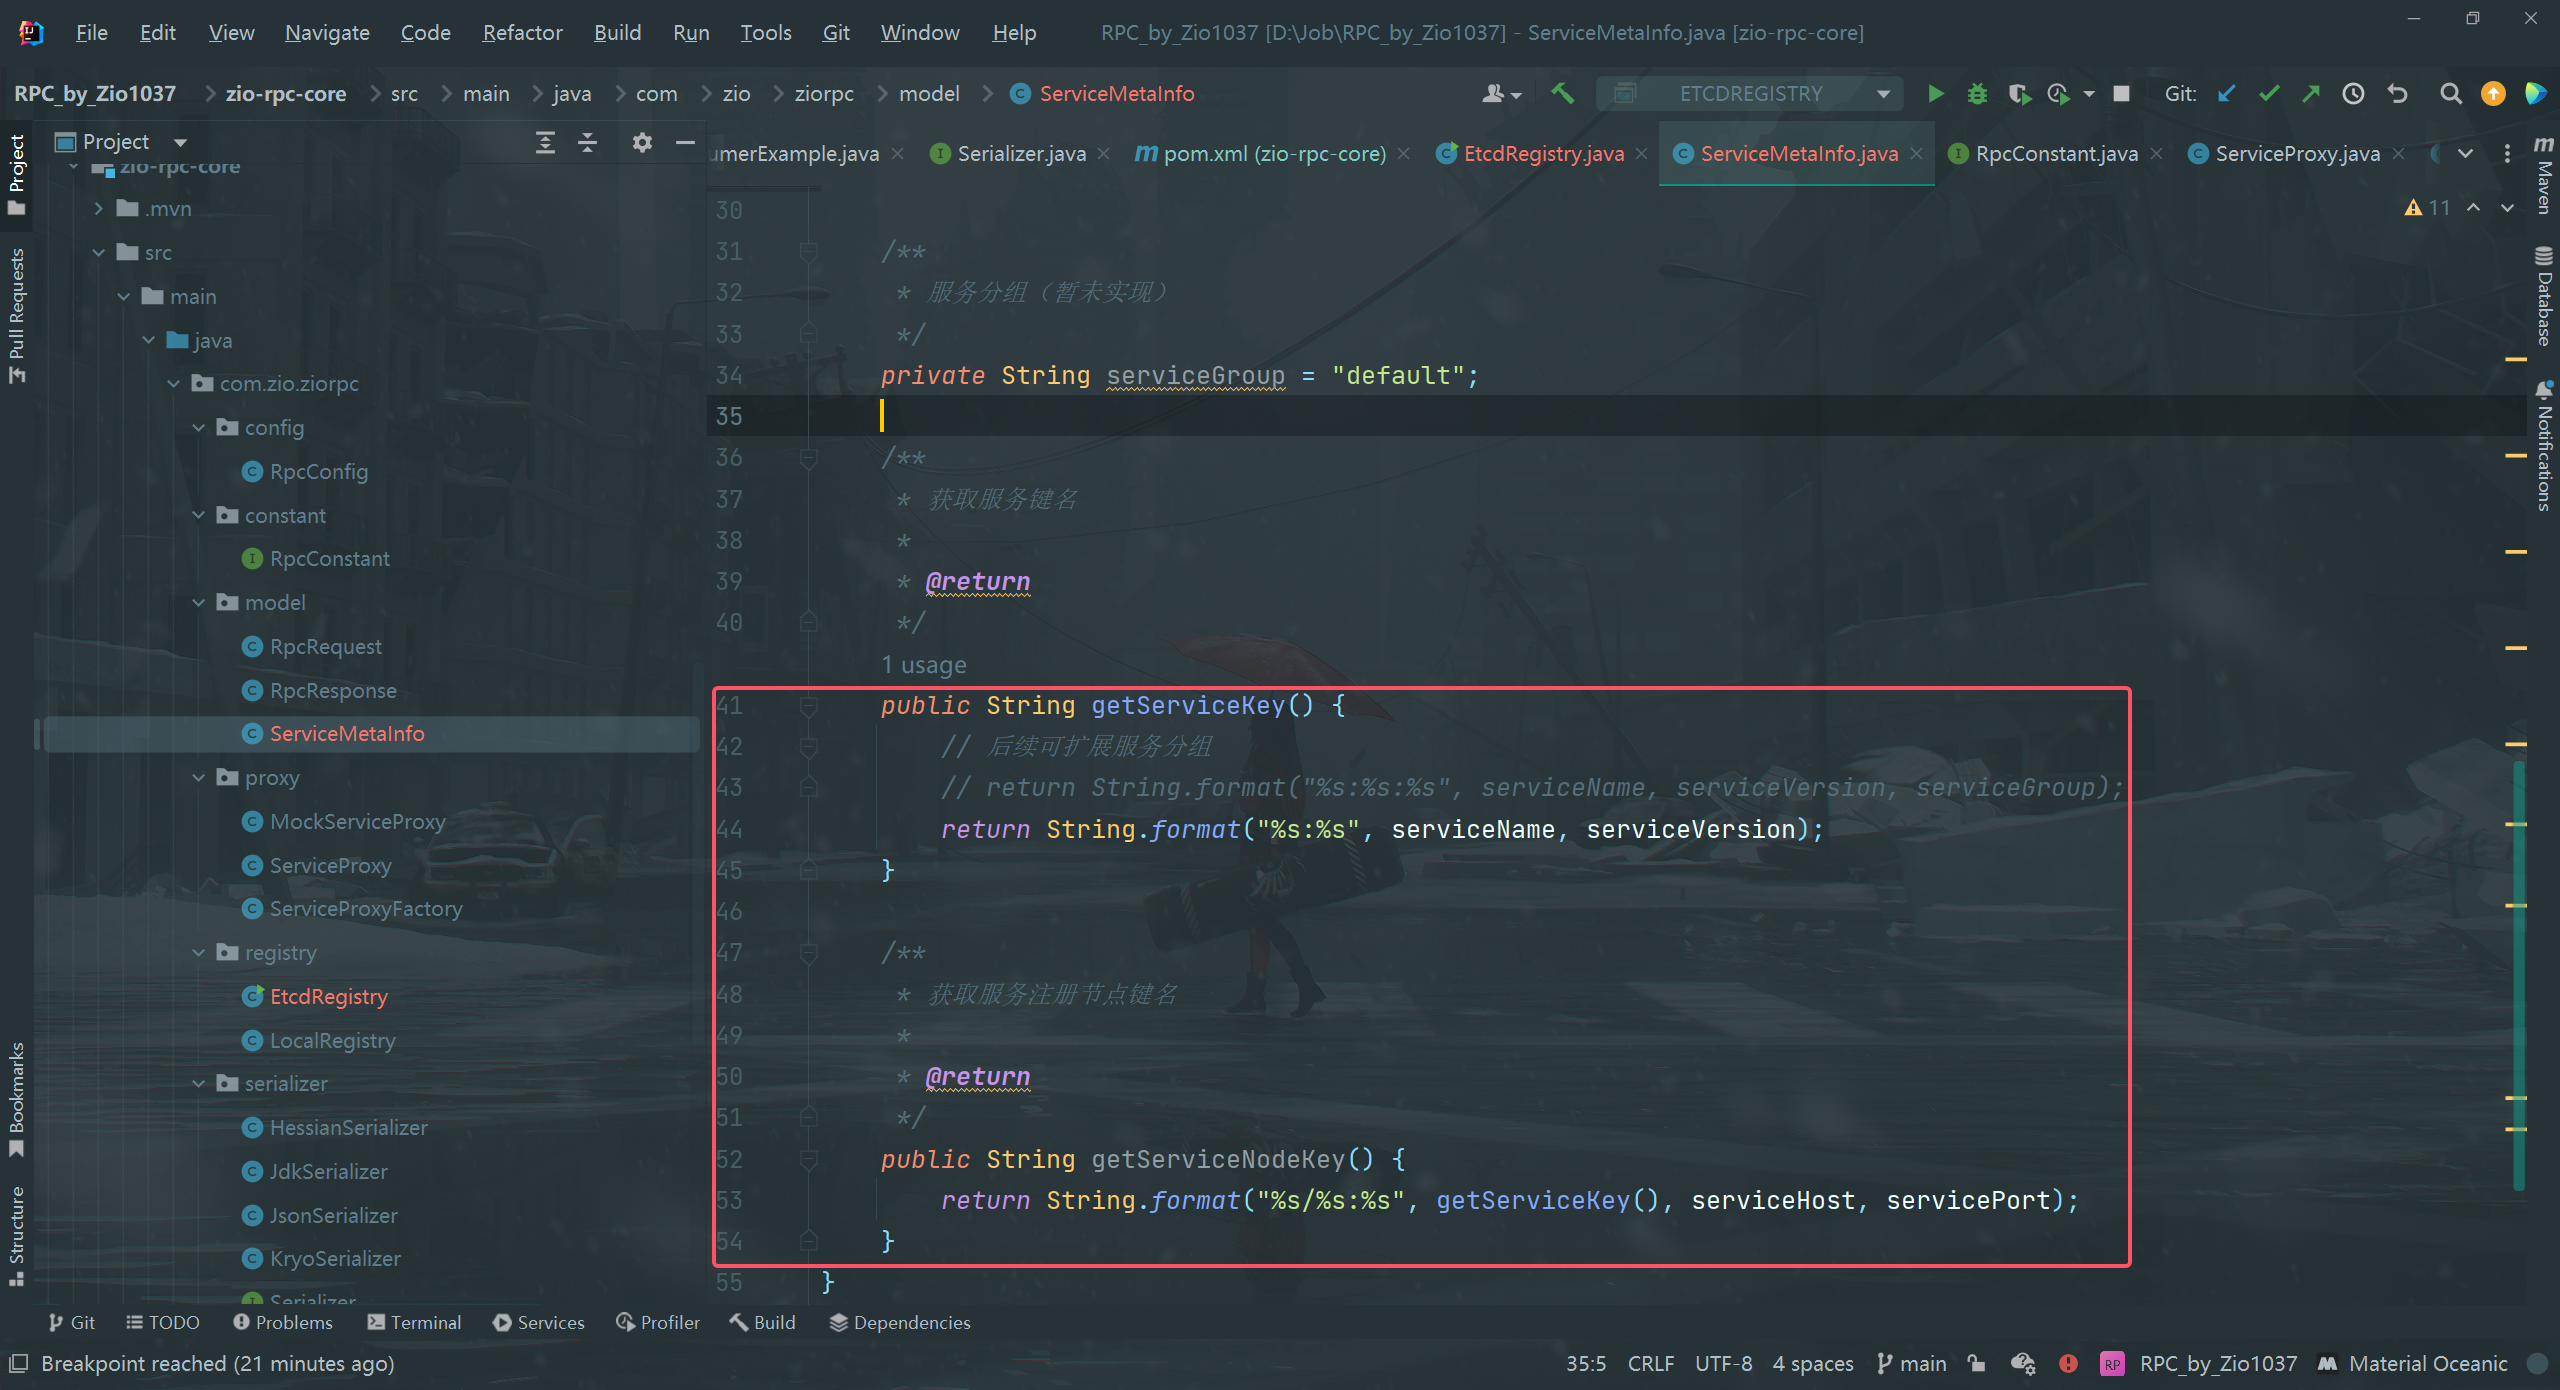 File Edit View Navigate Code Refactor Build Run Tools Git Window Help RPC_by_Zio1037 [D:\Job\RPC_by_Zio1037] - ServiceMetaInfo.java [zio-rpc-core]
RPC_by_Zio1037 zio-rpc-core src main java com zio ziorpc model ServiceMetaInfo ETCDREGISTRY Git:
Project
umerExample.java Serializer.java pom.xml (zio-rpc-core) EtcdRegistry.java ServiceMetaInfo.java RpcConstant.java ServiceProxy.java
Project
Pull Requests
Bookmarks
Structure
zio-rpc-core
.mvn
src
main
java
com.zio.ziorpc
config
RpcConfig
constant
RpcConstant
model
RpcRequest
RpcResponse
ServiceMetaInfo
proxy
MockServiceProxy
ServiceProxy
ServiceProxyFactory
registry
EtcdRegistry
LocalRegistry
serializer
HessianSerializer
JdkSerializer
JsonSerializer
KryoSerializer
Serializer
11
30
31 /**
32 * 服务分组（暂未实现）
33 */
34 private String serviceGroup = "default";
35
36 /**
37 * 获取服务键名
38 *
39 * @return
40 */
1 usage
41 public String getServiceKey() {
42 // 后续可扩展服务分组
43 // return String.format("%s:%s:%s", serviceName, serviceVersion, serviceGroup);
44 return String.format("%s:%s", serviceName, serviceVersion);
45 }
46
47 /**
48 * 获取服务注册节点键名
49 *
50 * @return
51 */
52 public String getServiceNodeKey() {
53 return String.format("%s/%s:%s", getServiceKey(), serviceHost, servicePort);
54 }
55 }
Maven
Database
Notifications
Git TODO Problems Terminal Services Profiler Build Dependencies
Breakpoint reached (21 minutes ago) 35:5 CRLF UTF-8 4 spaces main RP RPC_by_Zio1037 Material Oceanic